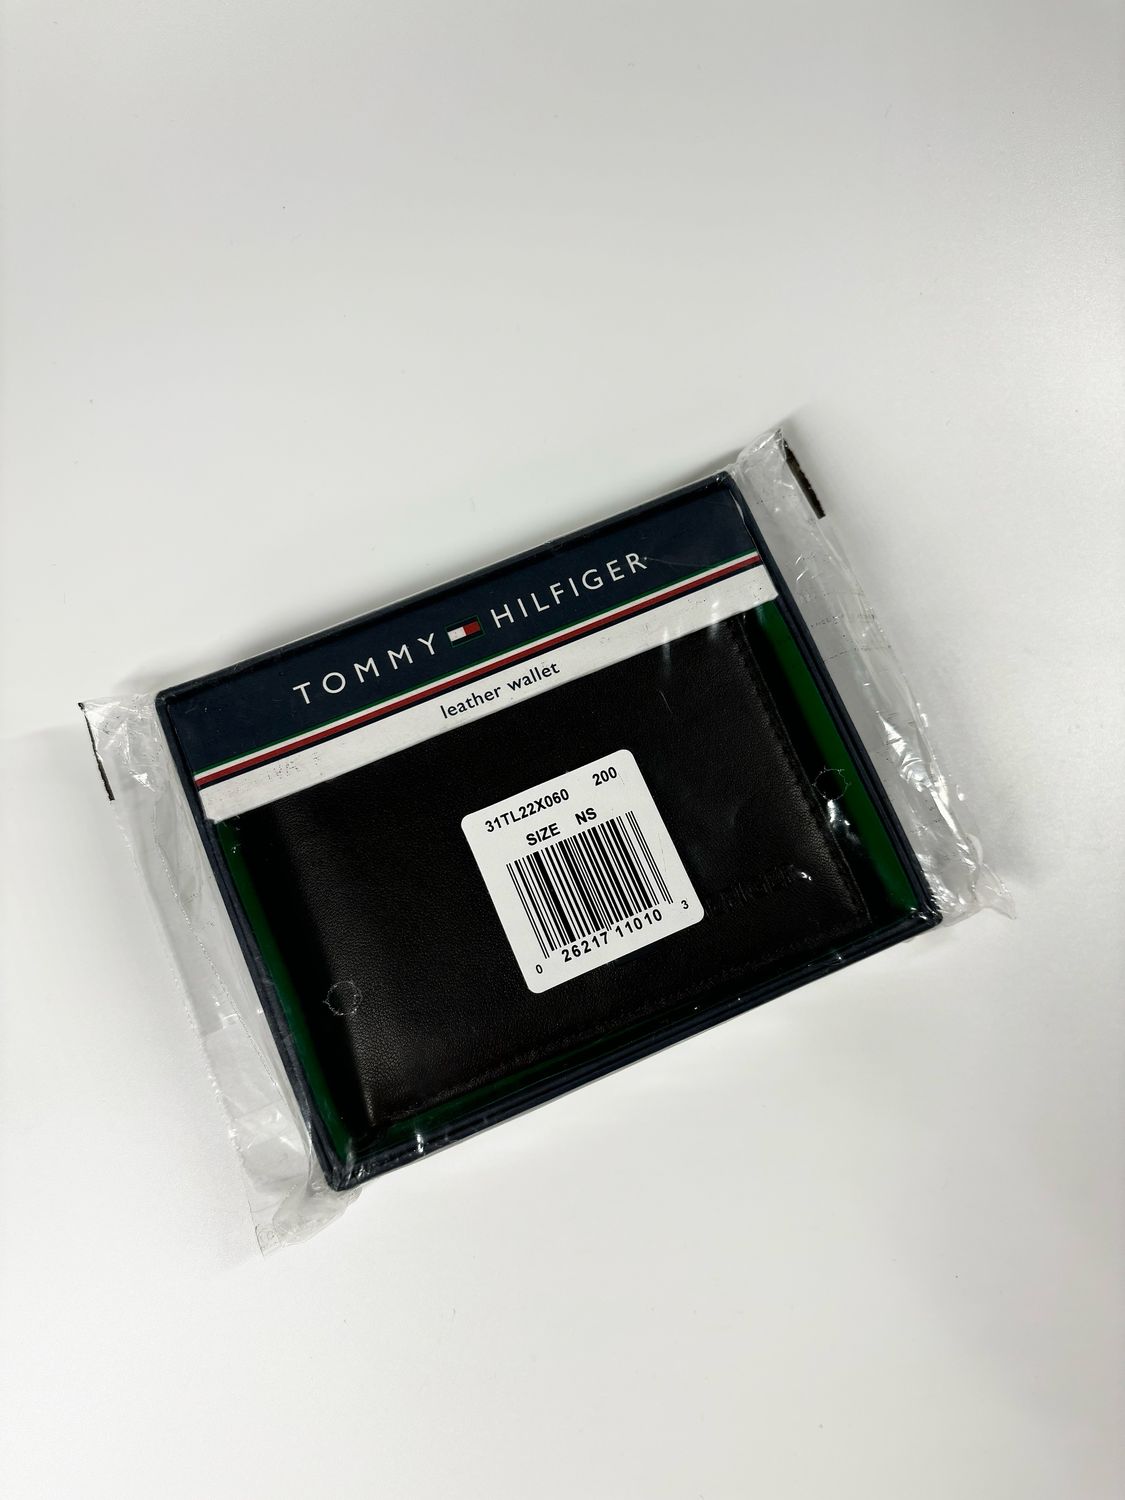 TOMMY HILFIGER
leather wallet
31TL22X060 200
SIZE NS
0 26217 11010 3